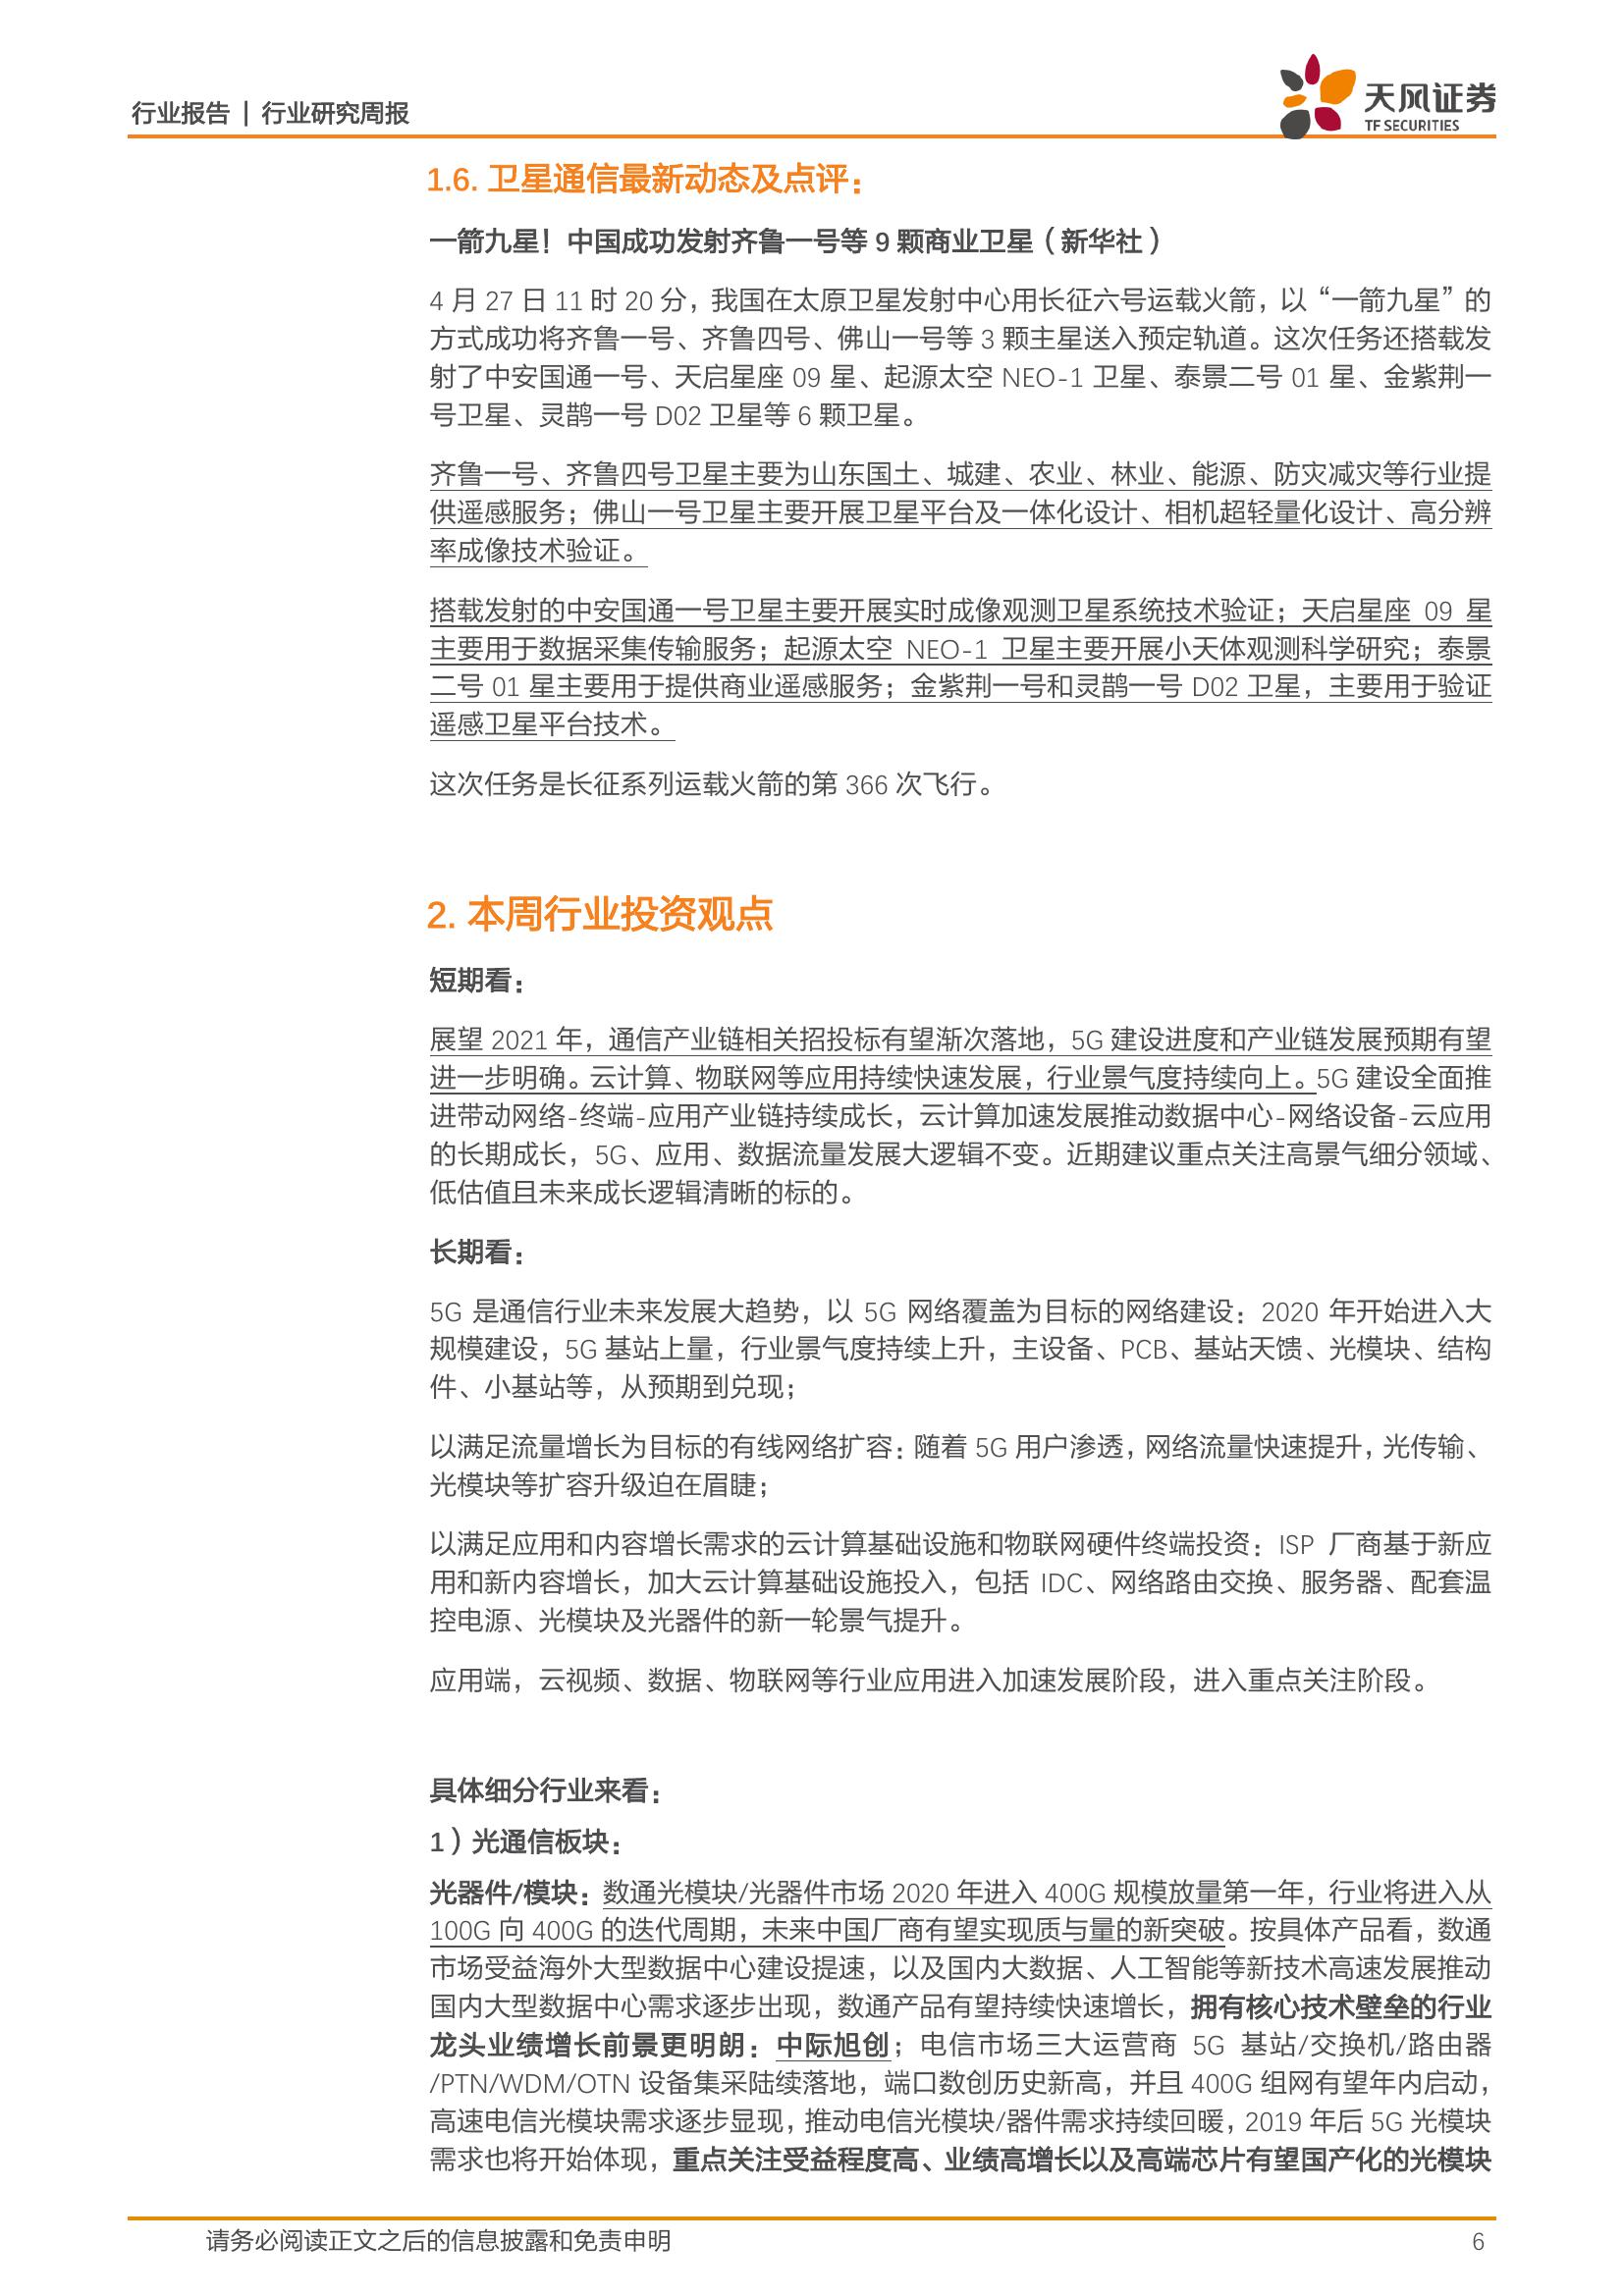 行业报告 | 行业研究周报
天风证券
TF SECURITIES
1.6. 卫星通信最新动态及点评：
一箭九星！中国成功发射齐鲁一号等 9 颗商业卫星（新华社）
4 月 27 日 11 时 20 分，我国在太原卫星发射中心用长征六号运载火箭，以“一箭九星”的
方式成功将齐鲁一号、齐鲁四号、佛山一号等 3 颗主星送入预定轨道。这次任务还搭载发
射了中安国通一号、天启星座 09 星、起源太空 NEO-1 卫星、泰景二号 01 星、金紫荆一
号卫星、灵鹊一号 D02 卫星等 6 颗卫星。
齐鲁一号、齐鲁四号卫星主要为山东国土、城建、农业、林业、能源、防灾减灾等行业提
供遥感服务；佛山一号卫星主要开展卫星平台及一体化设计、相机超轻量化设计、高分辨
率成像技术验证。
搭载发射的中安国通一号卫星主要开展实时成像观测卫星系统技术验证；天启星座 09 星
主要用于数据采集传输服务；起源太空 NEO-1 卫星主要开展小天体观测科学研究；泰景
二号 01 星主要用于提供商业遥感服务；金紫荆一号和灵鹊一号 D02 卫星，主要用于验证
遥感卫星平台技术。
这次任务是长征系列运载火箭的第 366 次飞行。
2. 本周行业投资观点
短期看：
展望 2021 年，通信产业链相关招投标有望渐次落地，5G 建设进度和产业链发展预期有望
进一步明确。云计算、物联网等应用持续快速发展，行业景气度持续向上。5G 建设全面推
进带动网络-终端-应用产业链持续成长，云计算加速发展推动数据中心-网络设备-云应用
的长期成长，5G、应用、数据流量发展大逻辑不变。近期建议重点关注高景气细分领域、
低估值且未来成长逻辑清晰的标的。
长期看：
5G 是通信行业未来发展大趋势，以 5G 网络覆盖为目标的网络建设：2020 年开始进入大
规模建设，5G 基站上量，行业景气度持续上升，主设备、PCB、基站天馈、光模块、结构
件、小基站等，从预期到兑现；
以满足流量增长为目标的有线网络扩容：随着 5G 用户渗透，网络流量快速提升，光传输、
光模块等扩容升级迫在眉睫；
以满足应用和内容增长需求的云计算基础设施和物联网硬件终端投资：ISP 厂商基于新应
用和新内容增长，加大云计算基础设施投入，包括 IDC、网络路由交换、服务器、配套温
控电源、光模块及光器件的新一轮景气提升。
应用端，云视频、数据、物联网等行业应用进入加速发展阶段，进入重点关注阶段。
具体细分行业来看：
1）光通信板块：
光器件/模块：数通光模块/光器件市场 2020 年进入 400G 规模放量第一年，行业将进入从
100G 向 400G 的迭代周期，未来中国厂商有望实现质与量的新突破。按具体产品看，数通
市场受益海外大型数据中心建设提速，以及国内大数据、人工智能等新技术高速发展推动
国内大型数据中心需求逐步出现，数通产品有望持续快速增长，拥有核心技术壁垒的行业
龙头业绩增长前景更明朗：中际旭创；电信市场三大运营商 5G 基站/交换机/路由器
/PTN/WDM/OTN 设备集采陆续落地，端口数创历史新高，并且 400G 组网有望年内启动，
高速电信光模块需求逐步显现，推动电信光模块/器件需求持续回暖，2019 年后 5G 光模块
需求也将开始体现，重点关注受益程度高、业绩高增长以及高端芯片有望国产化的光模块
请务必阅读正文之后的信息披露和免责申明
6